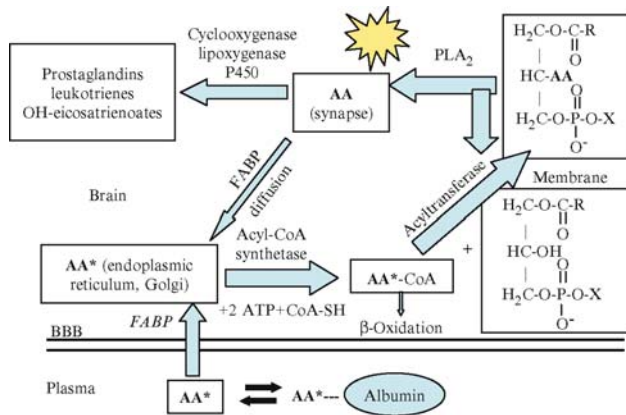 Cyclooxygenase
lipoxygenase
P450
PLA2
H2C-O-C-R
O
HC-AA
O
H2C-O-P-O-X
O-
Prostaglandins
leukotrienes
OH-eicosatrienoates
AA
(synapse)
FABP
diffusion
Brain
Acyltransferase
Membrane
H2C-O-C-R
O
HC-OH
O
H2C-O-P-O-X
O-
+
Acyl-CoA
synthetase
AA* (endoplasmic
reticulum, Golgi)
AA*-CoA
+2 ATP+CoA-SH
β-Oxidation
FABP
BBB
Plasma
AA*
AA*---
Albumin